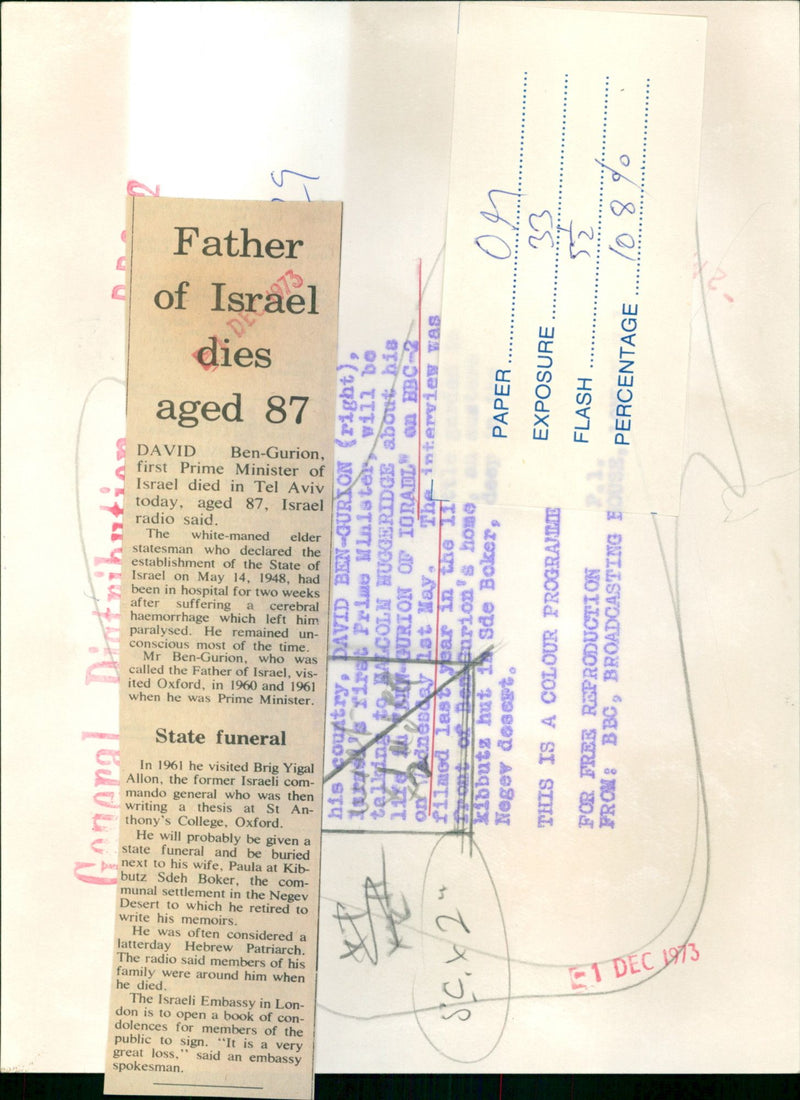 Father
of Israel
dies
aged 87
DAVID Ben-Gurion,
first Prime Minister of
Israel died in Tel Aviv
today, aged 87, Israel
radio said.
The white-maned elder
statesman who declared the
establishment of the State of
Israel on May 14, 1948, had
been in hospital for two weeks
after suffering a cerebral
haemorrhage which left him
paralysed. He remained un-
conscious most of the time.
Mr Ben-Gurion, who was
called the Father of Israel, vis-
ited Oxford, in 1960 and 1961
when he was Prime Minister.
State funeral
In 1961 he visited Brig Yigal
Allon, the former Israeli com-
mando general who was then
writing a thesis at St An-
thony's College, Oxford.
He will probably be given a
state funeral and be buried
next to his wife, Paula at Kib-
butz Sdeh Boker, the com-
munal settlement in the Negev
Desert to which he retired to
write his memoirs.
He was often considered a
latterday Hebrew Patriarch.
The radio said members of his
family were around him when
he died.
The Israeli Embassy in Lon-
don is to open a book of con-
dolences for members of the
public to sign. "It is a very
great loss," said an embassy
spokesman.
1 DEC 1973
General Distribution
his country, DAVID BEN-GURION (right),
Israel's first Prime Minister, will be
talking to MALCOLM MUGGERIDGE about his
life in BEN-GURION OF ISRAEL" on BBC-2
on Wednesday 1st May. The interview was
filmed last year in the
front of Ben-Gurion's home,
kibbutz hut in Sde Boker,
Negev desert.
THIS IS A COLOUR PROGRAMME
FOR FREE REPRODUCTION
FROM: BBC, BROADCASTING
PAPER
EXPOSURE 33
FLASH 52
PERCENTAGE 108%
S.C. x 2"
1 DEC 1973